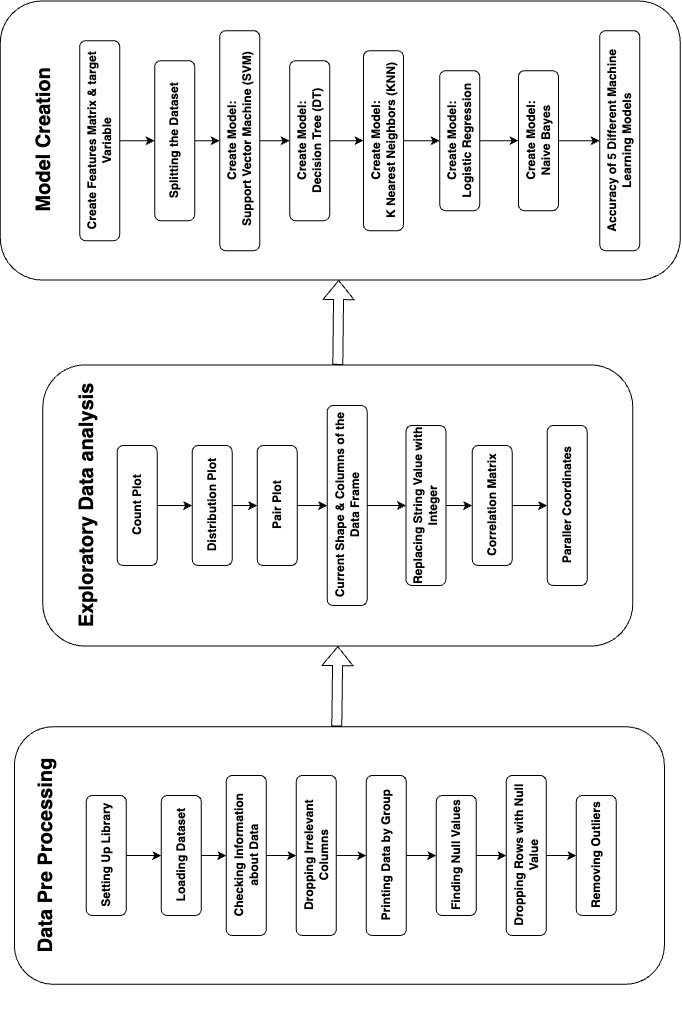 Data Pre Processing
Setting Up Library
Loading Dataset
Checking Information
about Data
Dropping Irrelevant
Columns
Printing Data by Group
Finding Null Values
Dropping Rows with Null
Value
Removing Outliers
Exploratory Data analysis
Count Plot
Distribution Plot
Pair Plot
Current Shape & Columns of the
Data Frame
Replacing String Value with
Integer
Correlation Matrix
Paraller Coordinates
Model Creation
Create Features Matrix & target
Variable
Splitting the Dataset
Create Model:
Support Vector Machine (SVM)
Create Model:
Decision Tree (DT)
Create Model:
K Nearest Neighbors (KNN)
Create Model:
Logistic Regression
Create Model:
Naive Bayes
Accuracy of 5 Different Machine
Learning Models